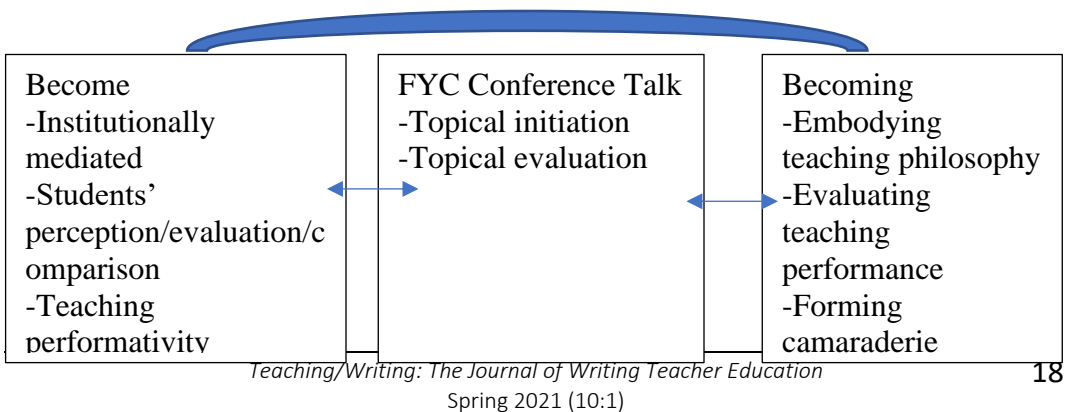 Become
-Institutionally
mediated
-Students’
perception/evaluation/c
omparison
-Teaching
performativity
FYC Conference Talk
-Topical initiation
-Topical evaluation
Becoming
-Embodying
teaching philosophy
-Evaluating
teaching
performance
-Forming
camaraderie
Teaching/Writing: The Journal of Writing Teacher Education 18
Spring 2021 (10:1)